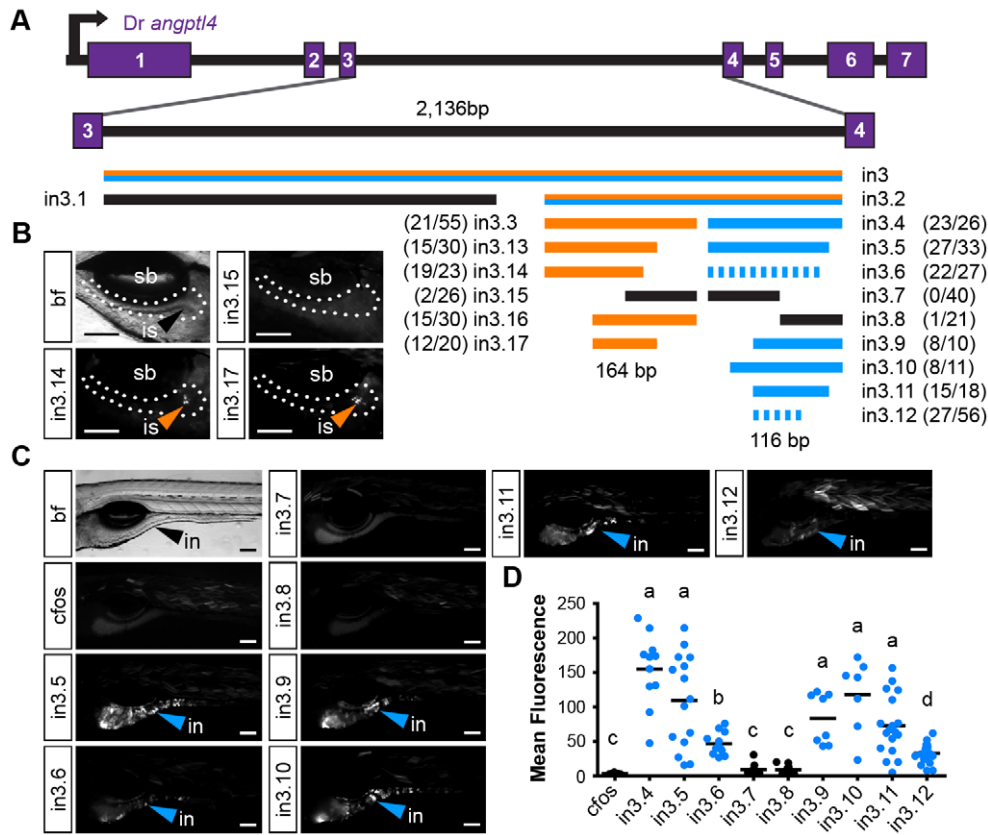 A
Dr angptl4
1 2 3 4 5 6 7
2,136bp
3 4
in3
in3.1 in3.2
(21/55) in3.3 in3.4 (23/26)
(15/30) in3.13 in3.5 (27/33)
(19/23) in3.14 in3.6 (22/27)
(2/26) in3.15 in3.7 (0/40)
(15/30) in3.16 in3.8 (1/21)
(12/20) in3.17 in3.9 (8/10)
164 bp in3.10 (8/11)
in3.11 (15/18)
in3.12 (27/56)
116 bp
B
bf sb is
in3.15 sb
in3.14 sb is
in3.17 sb is
C
bf in
in3.7
in3.11 in
in3.12 in
cfos
in3.8
in3.5 in
in3.9 in
in3.6 in
in3.10 in
D
Mean Fluorescence
250
200
150
100
50
0
c a a b c c a a a d
cfos in3.4 in3.5 in3.6 in3.7 in3.8 in3.9 in3.10 in3.11 in3.12